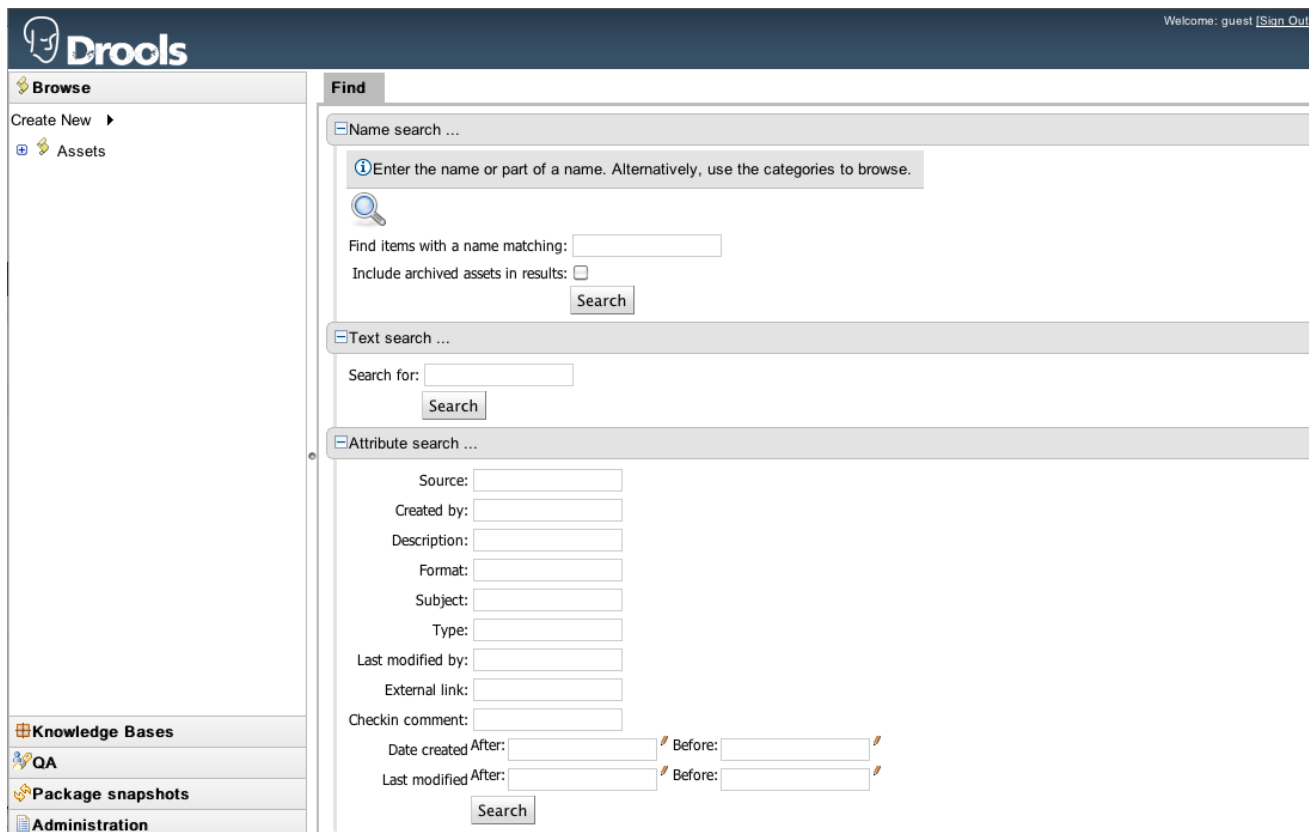 Welcome: guest [Sign Out
Drools
Browse
Create New
Assets
Knowledge Bases
QA
Package snapshots
Administration
Find
Name search ...
Enter the name or part of a name. Alternatively, use the categories to browse.
Find items with a name matching:
Include archived assets in results:
Search
Text search ...
Search for:
Search
Attribute search ...
Source:
Created by:
Description:
Format:
Subject:
Type:
Last modified by:
External link:
Checkin comment:
Date created After: Before:
Last modified After: Before:
Search